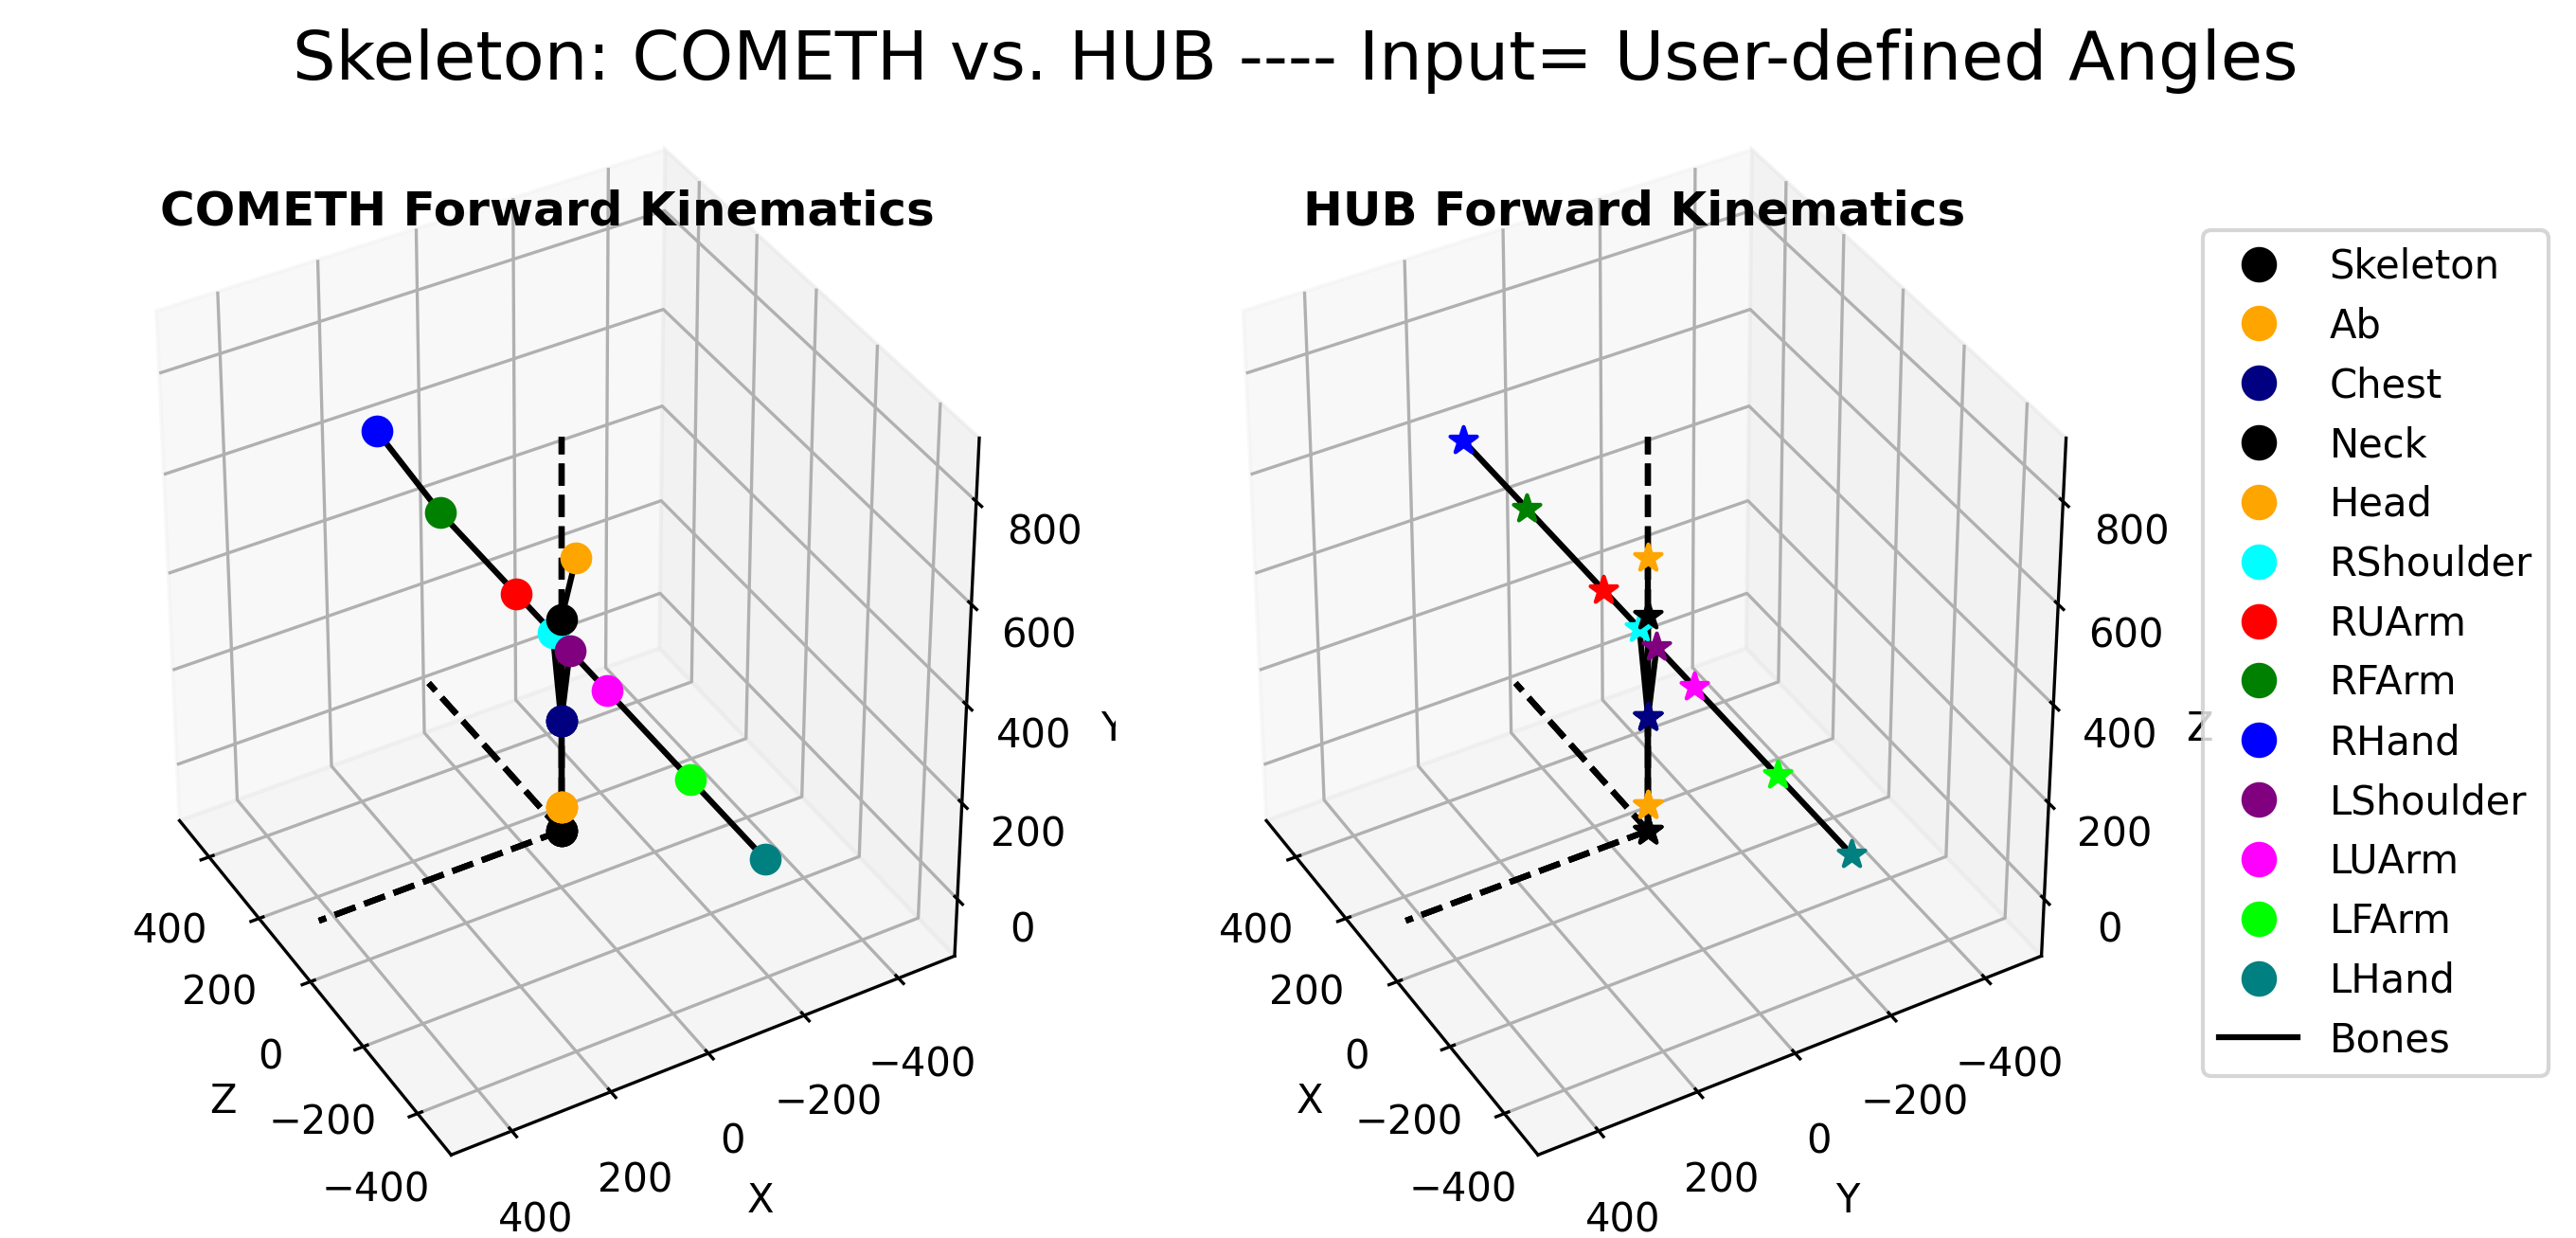 Skeleton: COMETH vs. HUB ---- Input= User-defined Angles
COMETH Forward Kinematics
800
600
400
200
0
Y
400
200
0
−200
−400
Z
400
200
0
−200
−400
X
HUB Forward Kinematics
800
600
400
200
0
Z
400
200
0
−200
−400
X
400
200
0
−200
−400
Y
Skeleton
Ab
Chest
Neck
Head
RShoulder
RUArm
RFArm
RHand
LShoulder
LUArm
LFArm
LHand
Bones